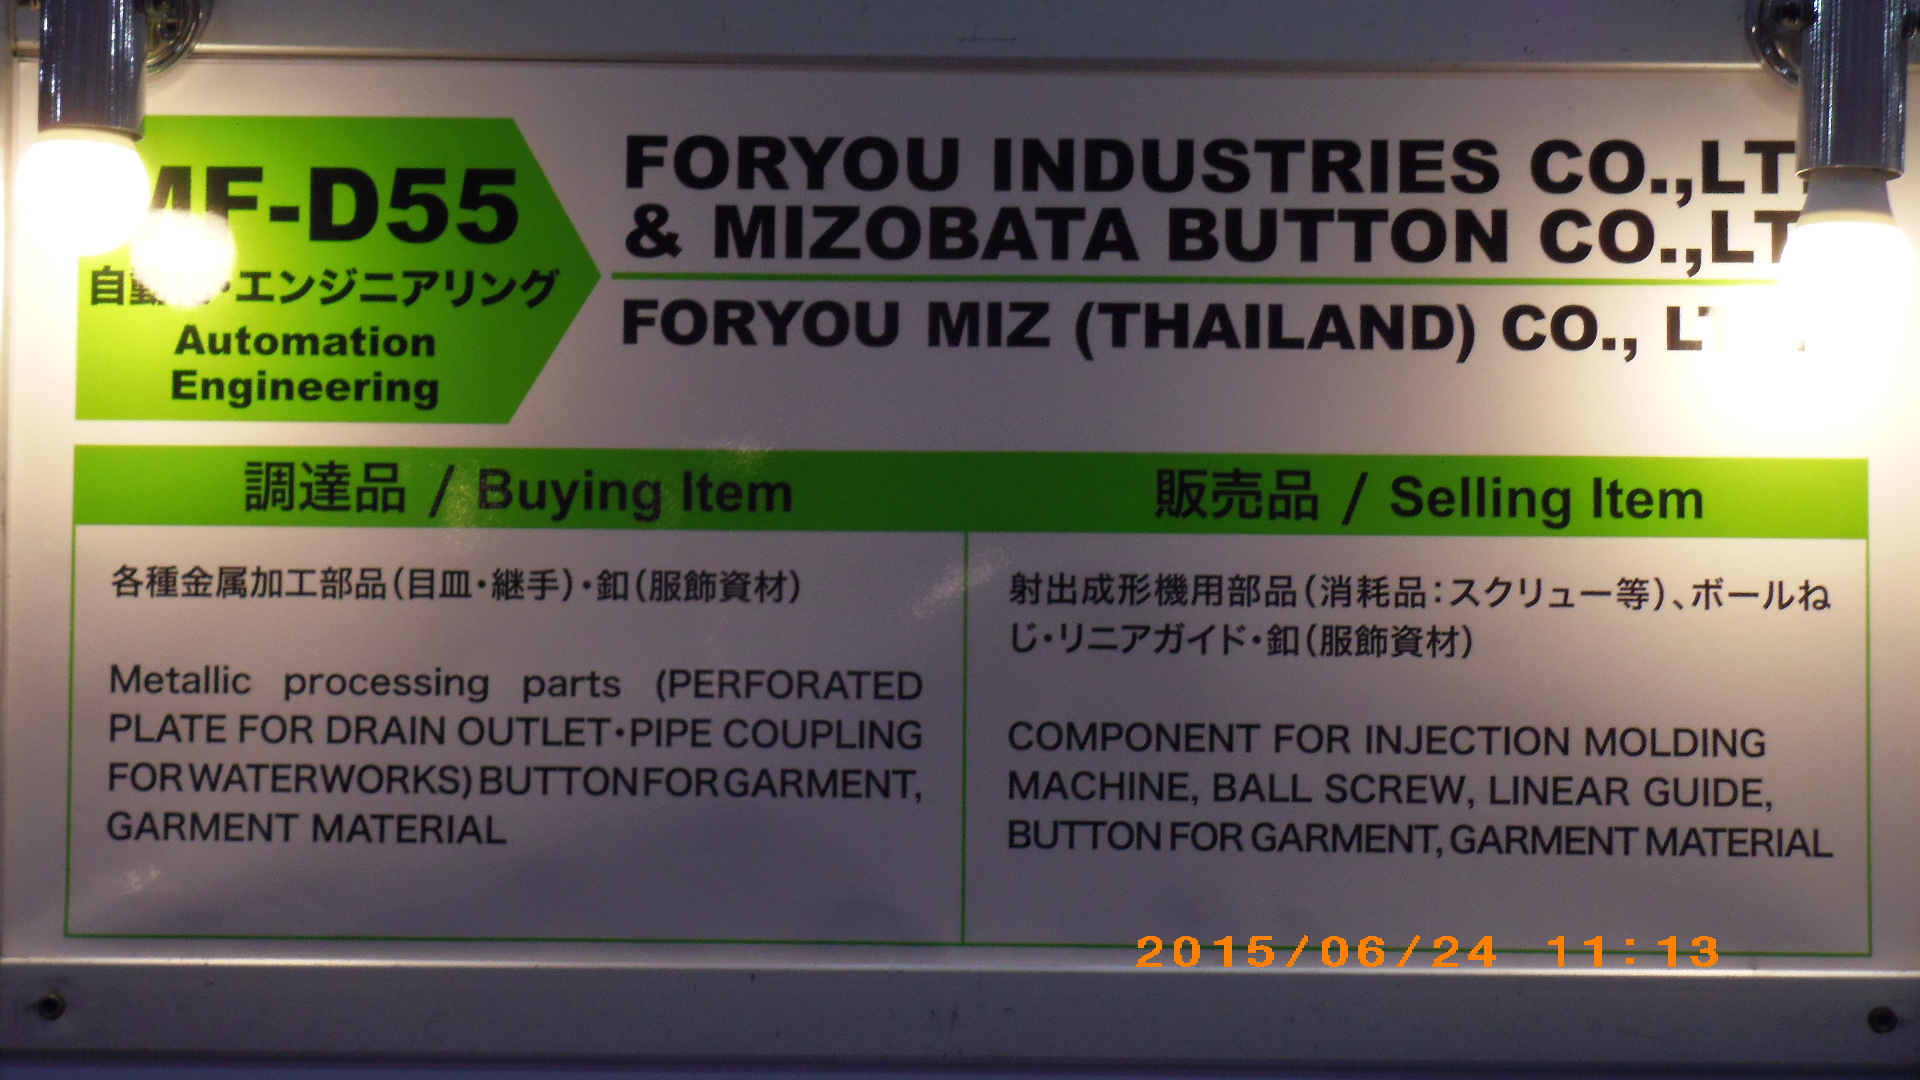 MF-D55
自動・エンジニアリング
Automation
Engineering
FORYOU INDUSTRIES CO.,LT
& MIZOBATA BUTTON CO.,LT
FORYOU MIZ (THAILAND) CO., LT
調達品 / Buying Item
各種金属加工部品(目皿・継手)・釦(服飾資材)
Metallic processing parts (PERFORATED
PLATE FOR DRAIN OUTLET・PIPE COUPLING
FOR WATERWORKS) BUTTON FOR GARMENT,
GARMENT MATERIAL
販売品 / Selling Item
射出成形機用部品(消耗品:スクリュー等)、ボールね
じ・リニアガイド・釦(服飾資材)
COMPONENT FOR INJECTION MOLDING
MACHINE, BALL SCREW, LINEAR GUIDE,
BUTTON FOR GARMENT, GARMENT MATERIAL
2015/06/24 11:13